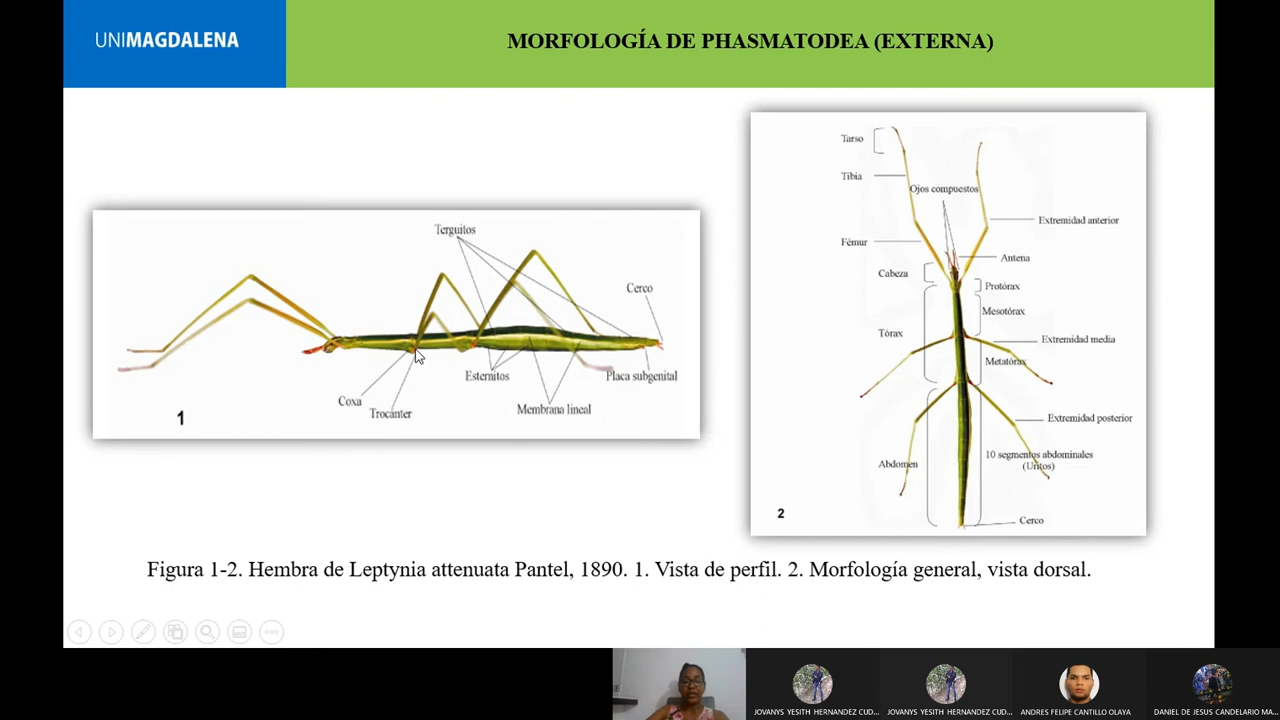 UNIMAGDALENA
MORFOLOGÍA DE PHASMATODEA (EXTERNA)
Terguitos
Cerco
Coxa
Trocánter
Esternitos
Membrana lineal
Placa subgenital
1
Tarso
Tibia
Ojos compuestos
Extremidad anterior
Fémur
Antena
Cabeza
Protórax
Mesotórax
Tórax
Extremidad media
Metatórax
Extremidad posterior
Abdomen
10 segmentos abdominales
(Uritos)
2
Cerco
Figura 1-2. Hembra de Leptynia attenuata Pantel, 1890. 1. Vista de perfil. 2. Morfología general, vista dorsal.
JOVANYS YESITH HERNANDEZ CUD...
JOVANYS YESITH HERNANDEZ CUD...
ANDRES FELIPE CANTILLO OLAYA
DANIEL DE JESUS CANDELARIO MA...